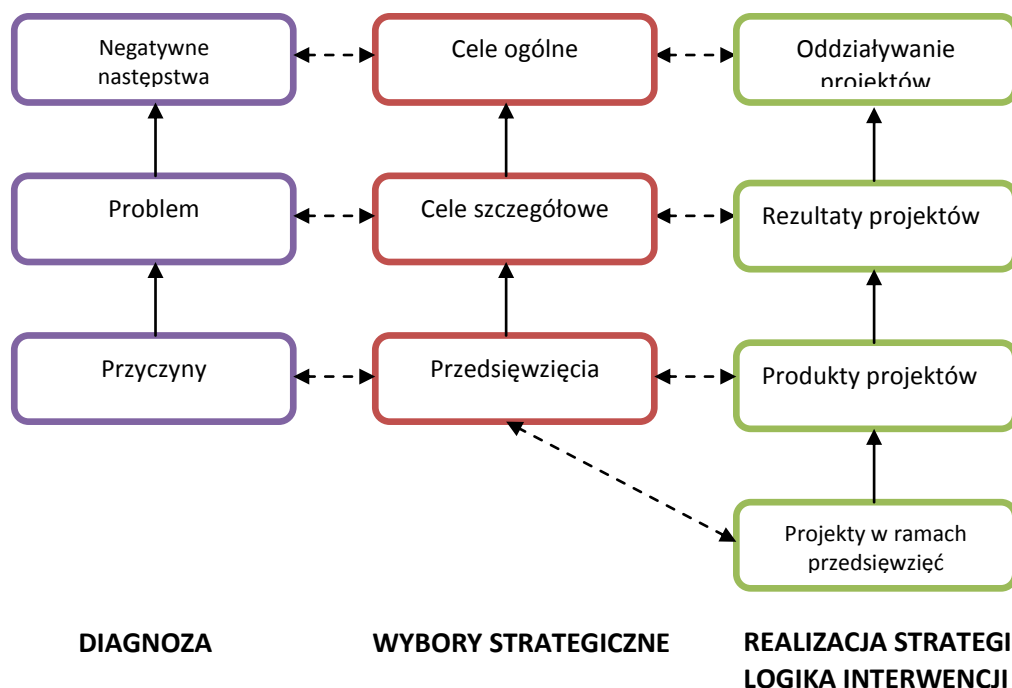 Negatywne
następstwa
Cele ogólne
Oddziaływanie
projektów
Problem
Cele szczegółowe
Rezultaty projektów
Przyczyny
Przedsięwzięcia
Produkty projektów
Projekty w ramach
przedsięwzięć
DIAGNOZA
WYBORY STRATEGICZNE
REALIZACJA STRATEGI
LOGIKA INTERWENCJI